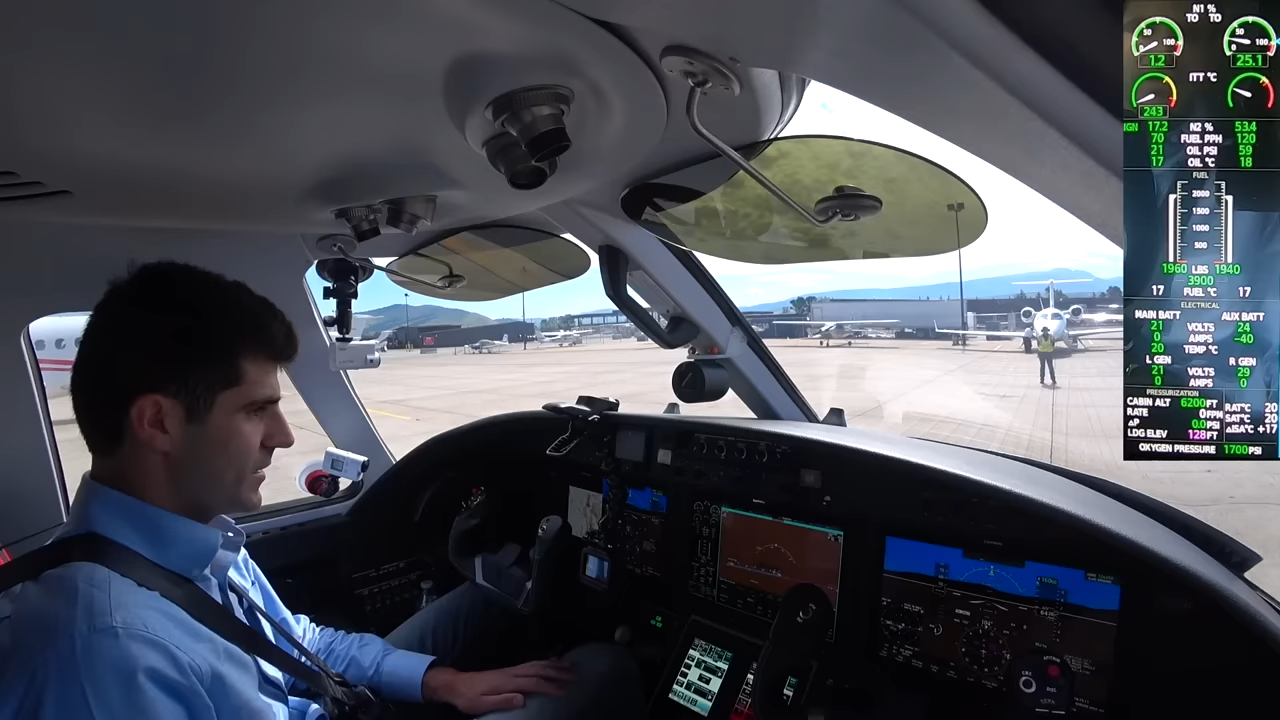 N1 %
TO TO
50 100 50 100
0 0
1.2 25.1
ITT °C
243
IGN 17.2 N2 % 53.4
70 FUEL PPH 120
21 OIL PSI 59
17 OIL °C 18
FUEL
2000
1500
1000
500
1960 LBS 1940
3900
17 FUEL °C 17
ELECTRICAL
MAIN BATT AUX BATT
21 VOLTS 24
0 AMPS -40
20 TEMP °C
L GEN R GEN
21 VOLTS 29
0 AMPS 0
PRESSURIZATION
CABIN ALT 6200FT RAT°C 20
RATE 0FPM SAT°C 20
ΔP 0.0PSI ΔISA°C +17
LDG ELEV 128FT
OXYGEN PRESSURE 1700PSI